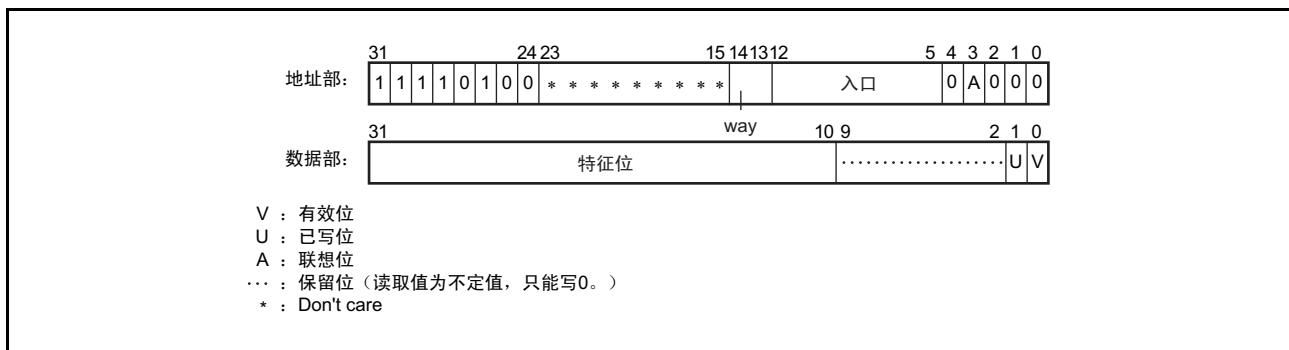 31 24 23 15 14 13 12 5 4 3 2 1 0
地址部： 1 1 1 1 0 1 0 0 * * * * * * * * * 入口 0 A 0 0 0
way
31 10 9 2 1 0
数据部： 特征位 ···················· U V
V ：有效位
U ：已写位
A ：联想位
··· ：保留位（读取值为不定值，只能写0。）
* ：Don't care